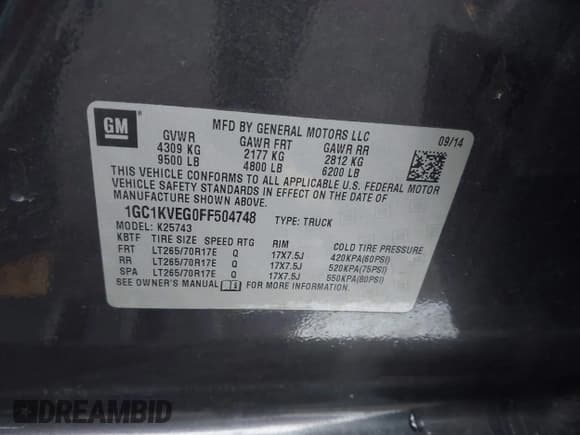 GM
MFD BY GENERAL MOTORS LLC
09/14
GVWR GAWR FRT GAWR RR
4309 KG 2177 KG 2812 KG
9500 LB 4800 LB 6200 LB
THIS VEHICLE CONFORMS TO ALL APPLICABLE U.S. FEDERAL MOTOR
VEHICLE SAFETY STANDARDS IN EFFECT ON THE DATE OF
MANUFACTURE SHOWN ABOVE.
1GC1KVEG0FF504748 TYPE: TRUCK
MODEL: K25743
KBTF TIRE SIZE SPEED RTG RIM COLD TIRE PRESSURE
FRT LT265/70R17E Q 17X7.5J 420KPA(60PSI)
RR LT265/70R17E Q 17X7.5J 520KPA(75PSI)
SPA LT265/70R17E Q 17X7.5J 550KPA(80PSI)
SEE OWNER'S MANUAL FOR MORE INFORMATION.
DREAMBID